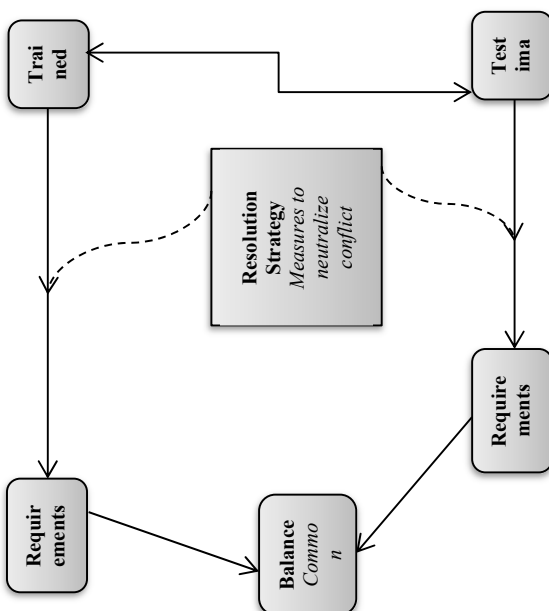 Trai
ned
Test
ima
Resolution
Strategy
Measures to
neutralize
conflict
Requir
ements
Require
ments
Balance
Commo
n